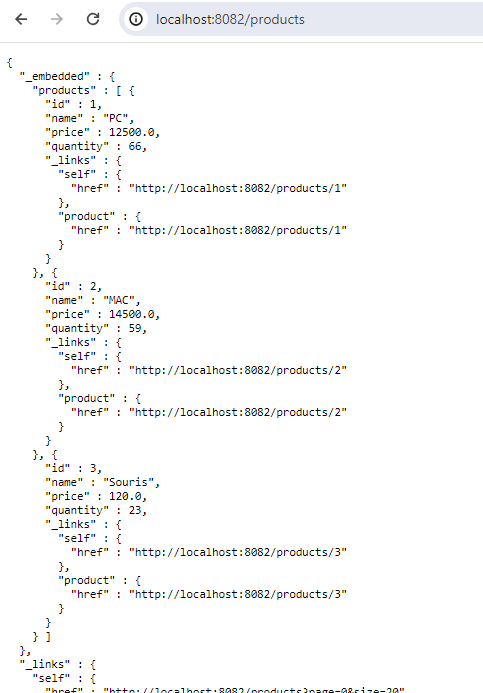 localhost:8082/products
{
  "_embedded" : {
    "products" : [ {
      "id" : 1,
      "name" : "PC",
      "price" : 12500.0,
      "quantity" : 66,
      "_links" : {
        "self" : {
          "href" : "http://localhost:8082/products/1"
        },
        "product" : {
          "href" : "http://localhost:8082/products/1"
        }
      }
    }, {
      "id" : 2,
      "name" : "MAC",
      "price" : 14500.0,
      "quantity" : 59,
      "_links" : {
        "self" : {
          "href" : "http://localhost:8082/products/2"
        },
        "product" : {
          "href" : "http://localhost:8082/products/2"
        }
      }
    }, {
      "id" : 3,
      "name" : "Souris",
      "price" : 120.0,
      "quantity" : 23,
      "_links" : {
        "self" : {
          "href" : "http://localhost:8082/products/3"
        },
        "product" : {
          "href" : "http://localhost:8082/products/3"
        }
      }
    } ]
  },
  "_links" : {
    "self" : {
      "href" : "http://localhost:8082/products?page=0&size=20"